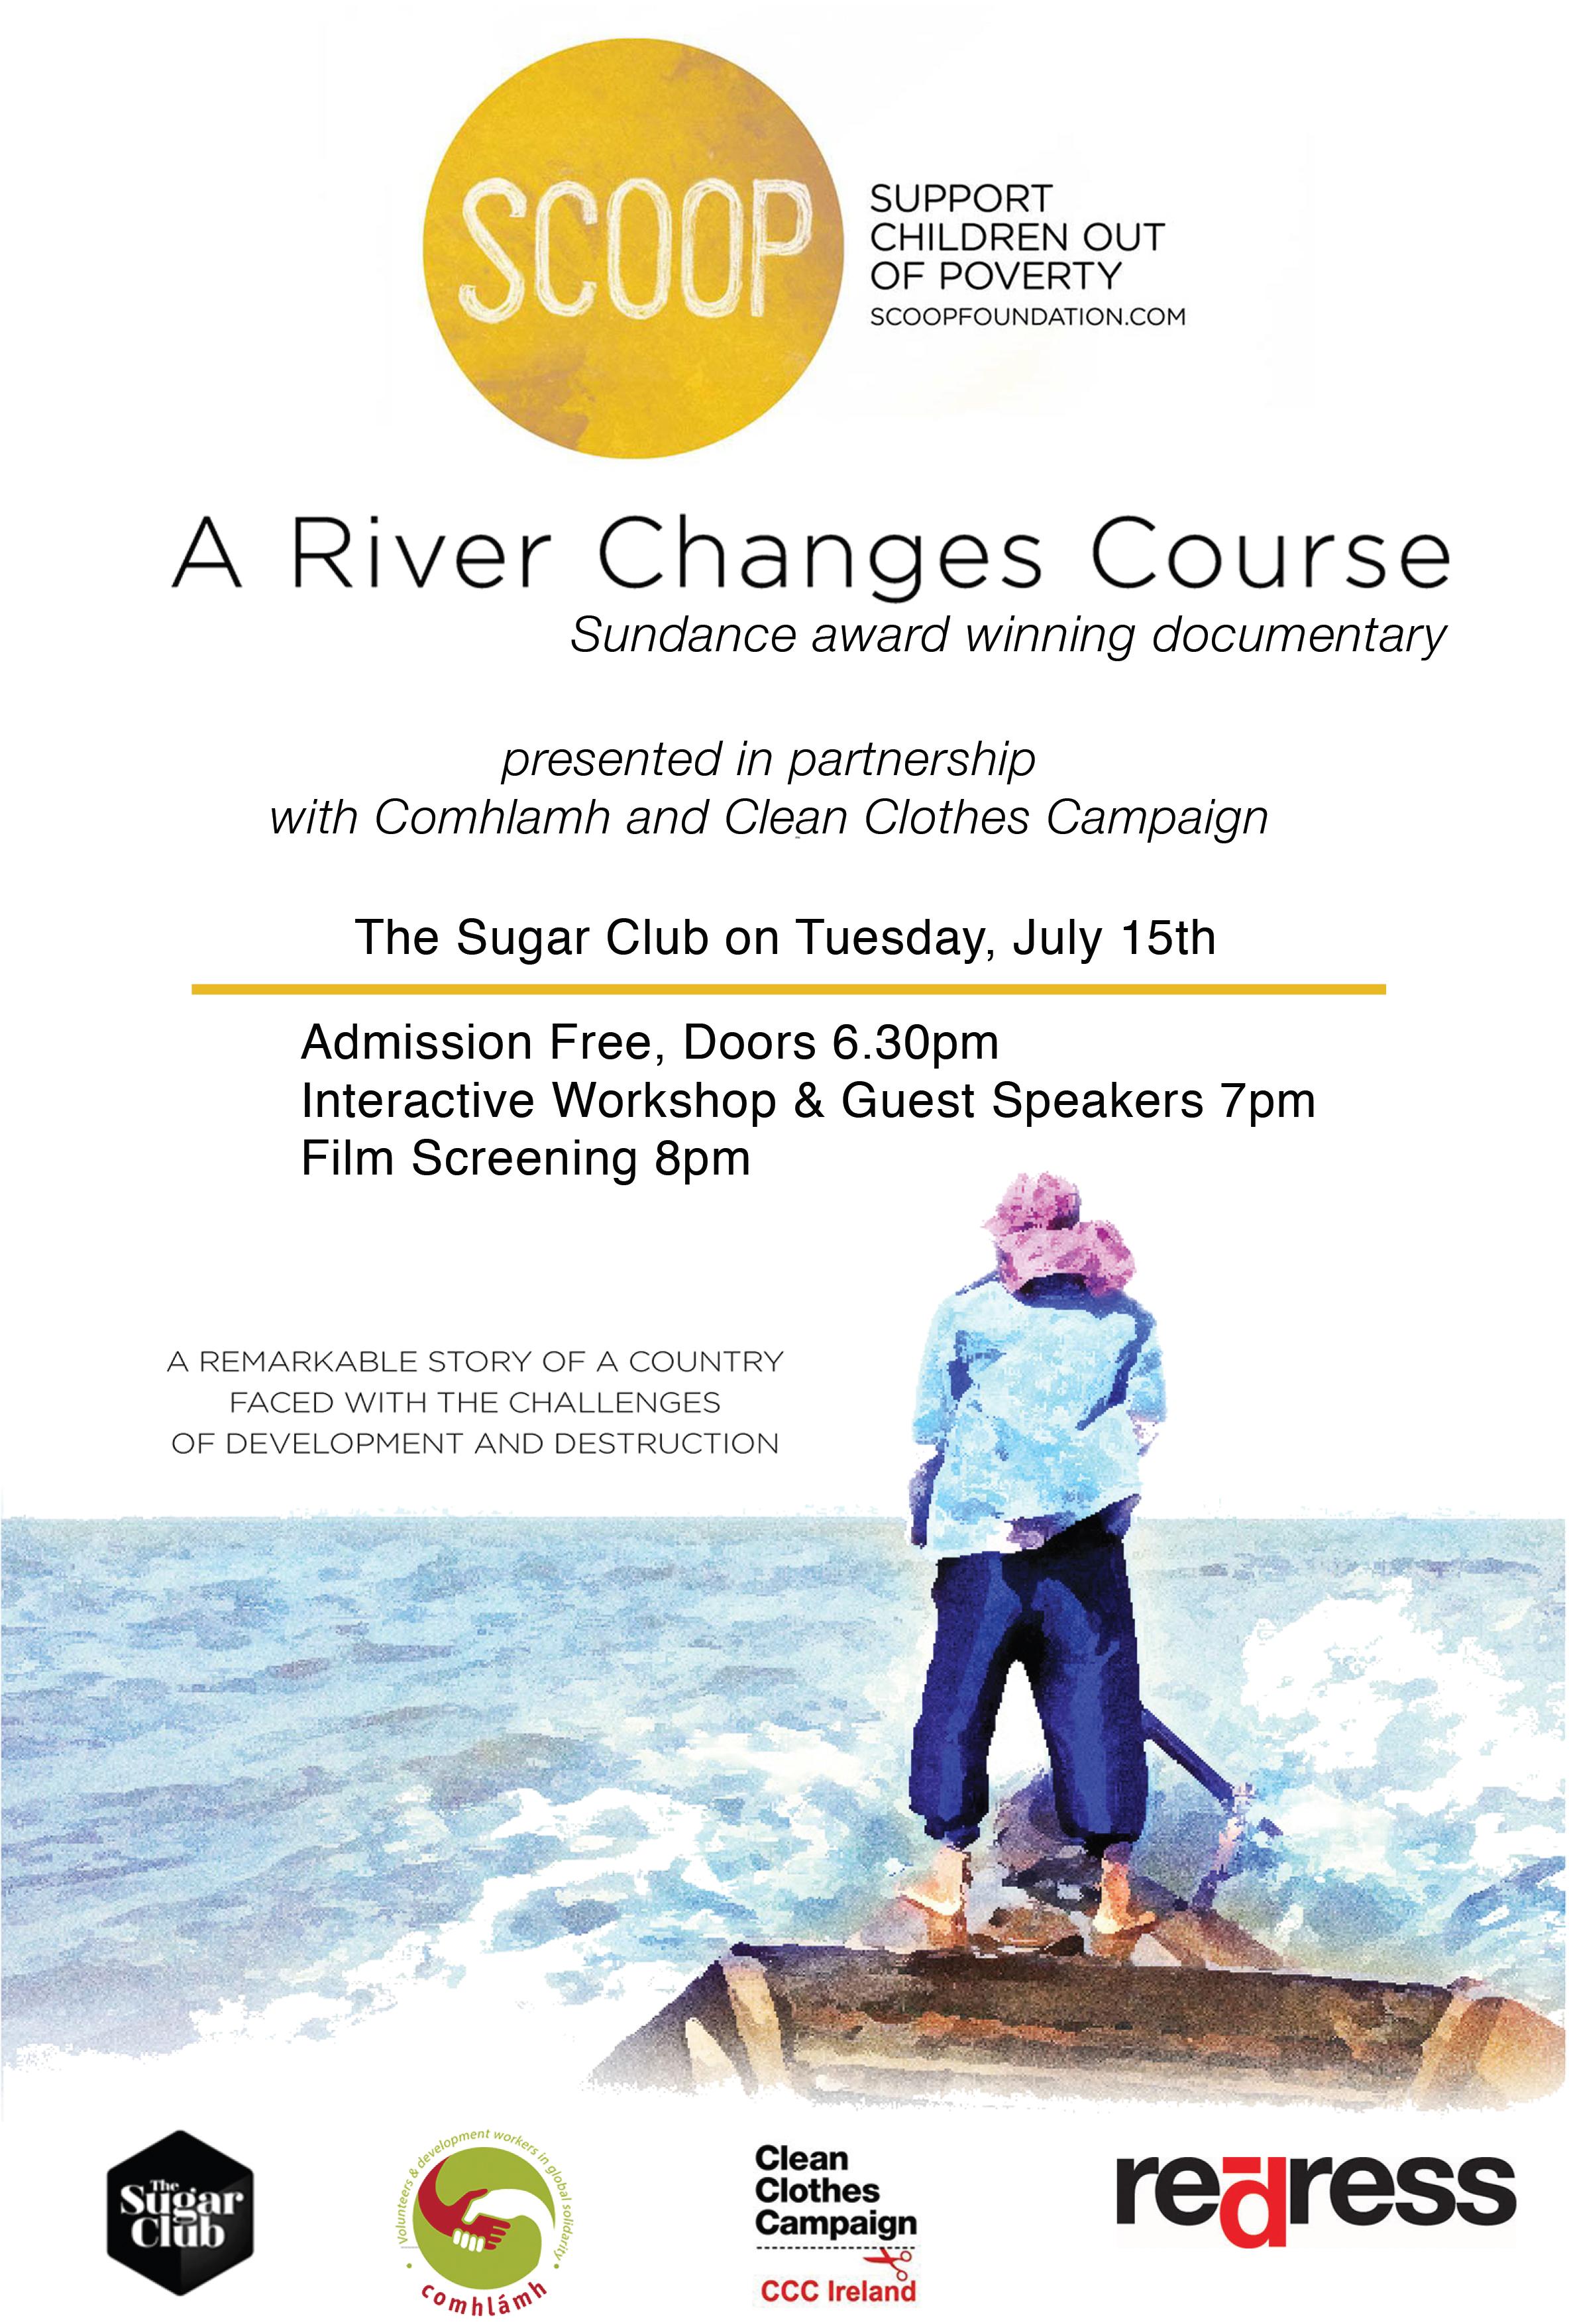 SCOOP
SUPPORT
CHILDREN OUT
OF POVERTY
SCOOPFOUNDATION.COM
A River Changes Course
Sundance award winning documentary
presented in partnership
with Comhlamh and Clean Clothes Campaign
The Sugar Club on Tuesday, July 15th
Admission Free, Doors 6.30pm
Interactive Workshop & Guest Speakers 7pm
Film Screening 8pm
A REMARKABLE STORY OF A COUNTRY
FACED WITH THE CHALLENGES
OF DEVELOPMENT AND DESTRUCTION
The
Sugar
Club
Volunteers & development workers in global solidarity
comhlámh
Clean
Clothes
Campaign
CCC Ireland
redress